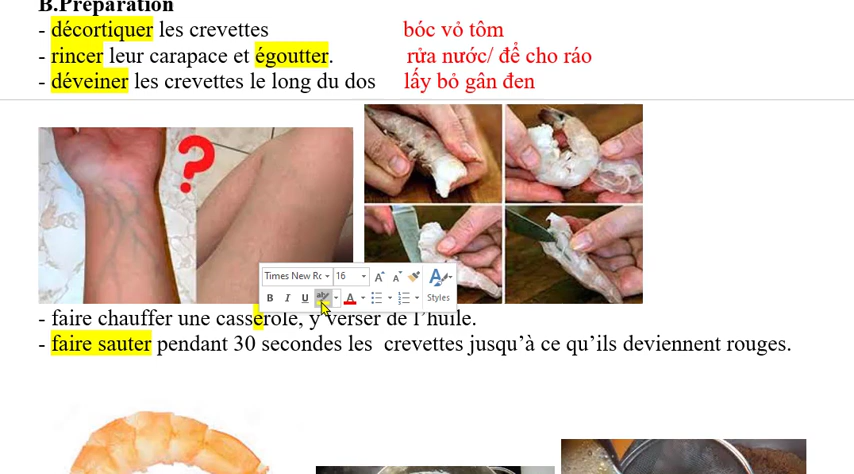 B.Préparation
- décortiquer les crevettes bóc vỏ tôm
- rincer leur carapace et égoutter. rửa nước/ để cho ráo
- déveiner les crevettes le long du dos lấy bỏ gân đen
?
Times New Rc 16
B I U aby A Styles
- faire chauffer une casserole, y verser de l’huile.
- faire sauter pendant 30 secondes les crevettes jusqu’à ce qu’ils deviennent rouges.